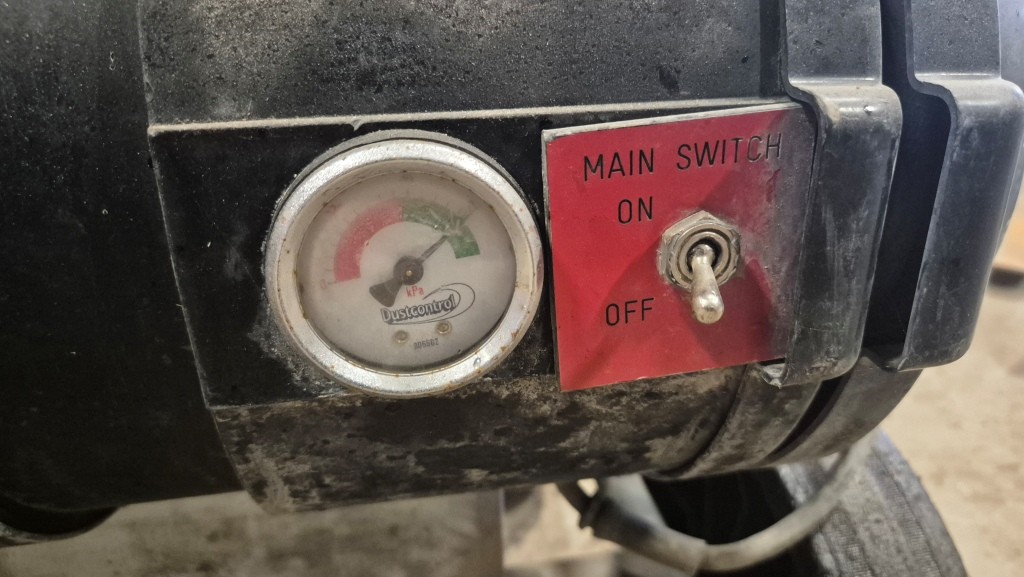 MAIN SWITCH
ON
OFF
kPa
Dustcontrol